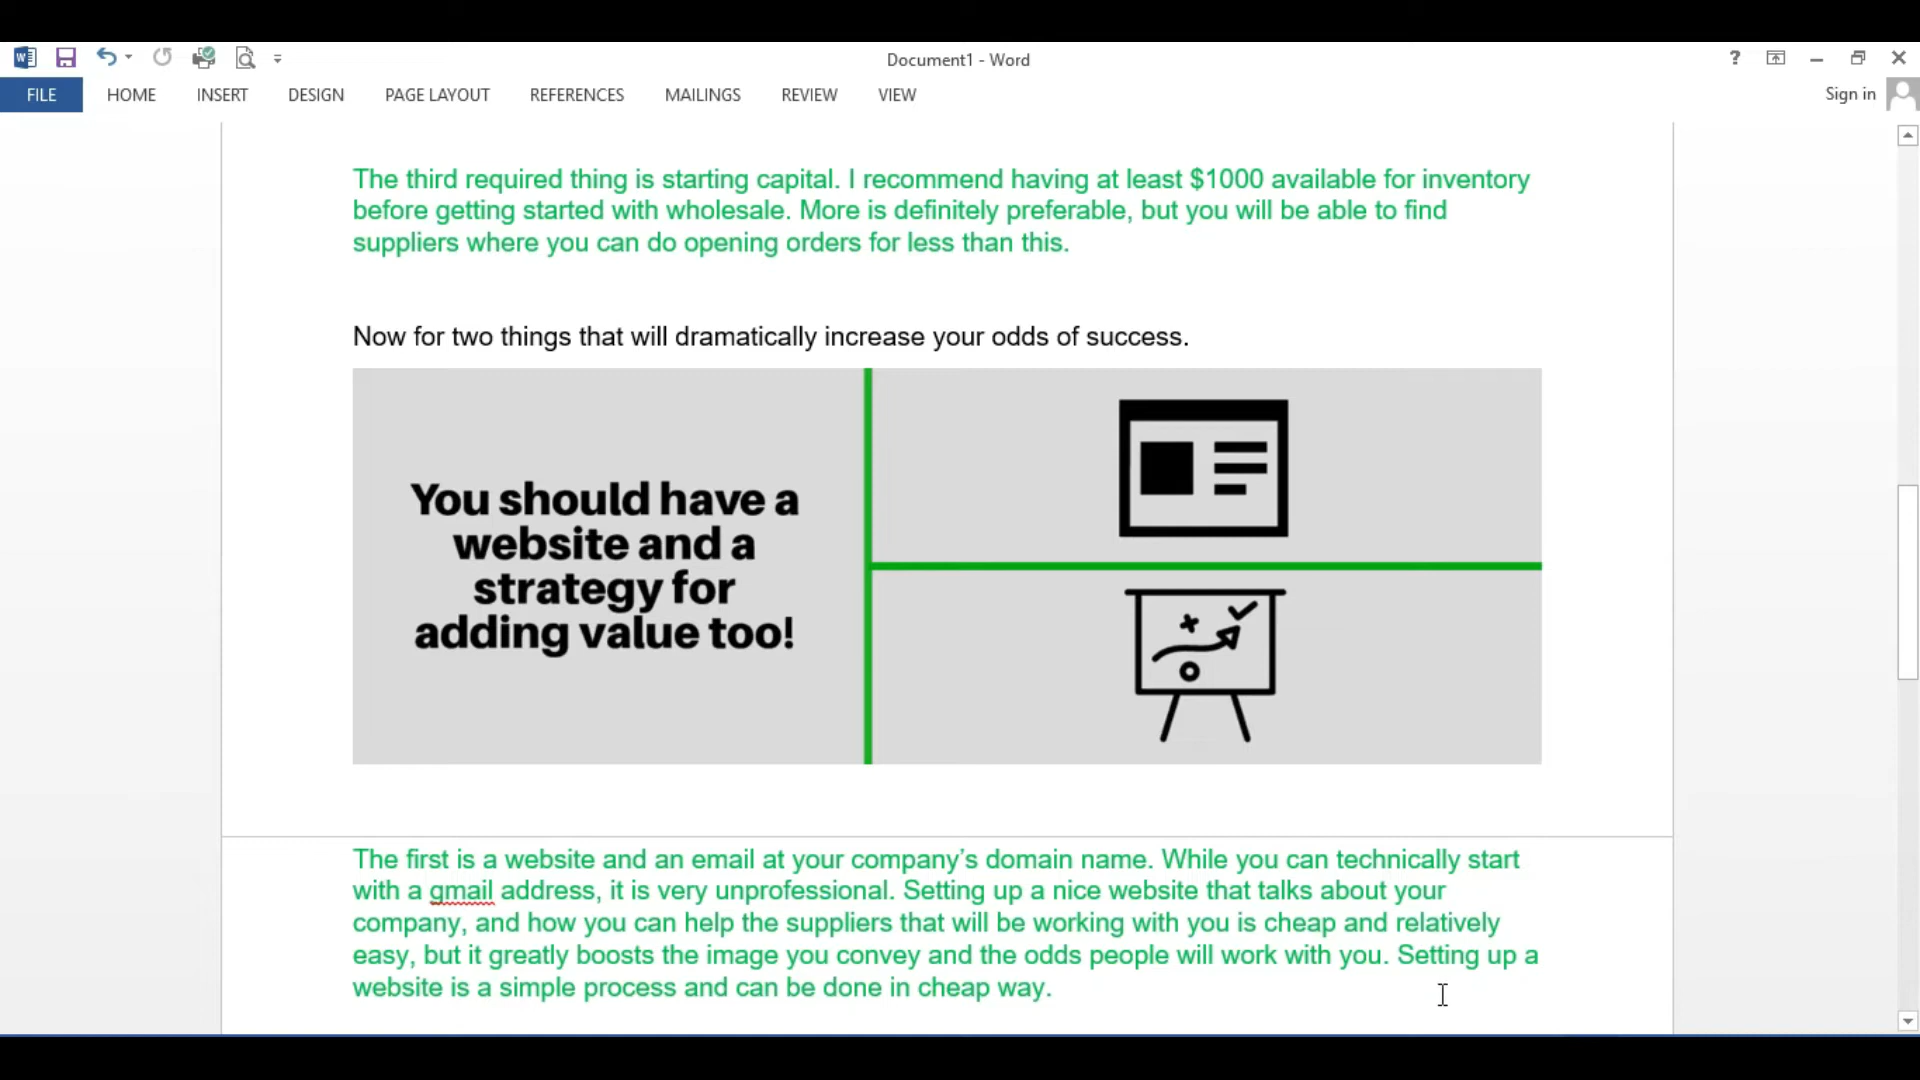 Document1 - Word
?
FILE HOME INSERT DESIGN PAGE LAYOUT REFERENCES MAILINGS REVIEW VIEW Sign in
The third required thing is starting capital. I recommend having at least $1000 available for inventory
before getting started with wholesale. More is definitely preferable, but you will be able to find
suppliers where you can do opening orders for less than this.
Now for two things that will dramatically increase your odds of success.
You should have a
website and a
strategy for
adding value too!
The first is a website and an email at your company’s domain name. While you can technically start
with a gmail address, it is very unprofessional. Setting up a nice website that talks about your
company, and how you can help the suppliers that will be working with you is cheap and relatively
easy, but it greatly boosts the image you convey and the odds people will work with you. Setting up a
website is a simple process and can be done in cheap way.